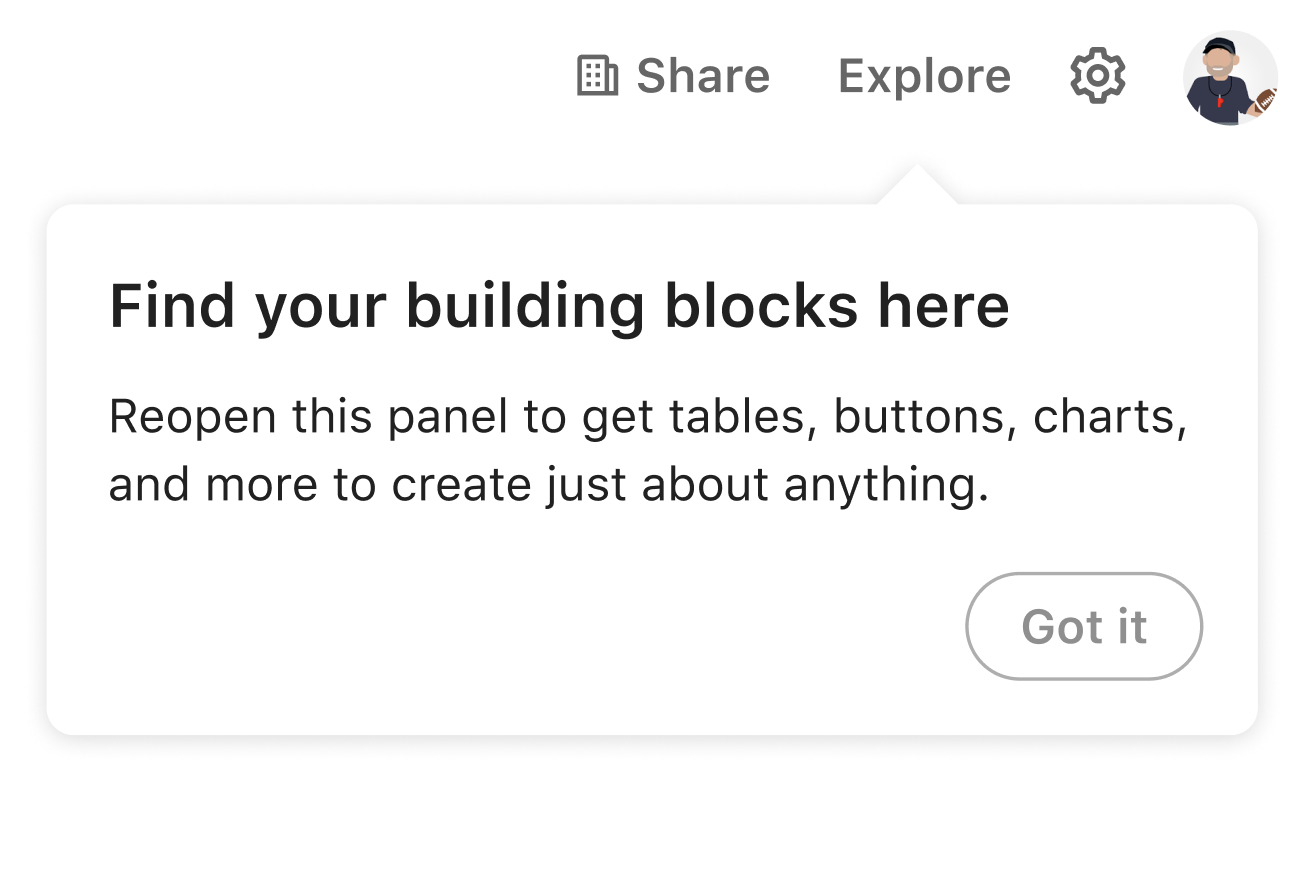 Share Explore
Find your building blocks here
Reopen this panel to get tables, buttons, charts,
and more to create just about anything.
Got it